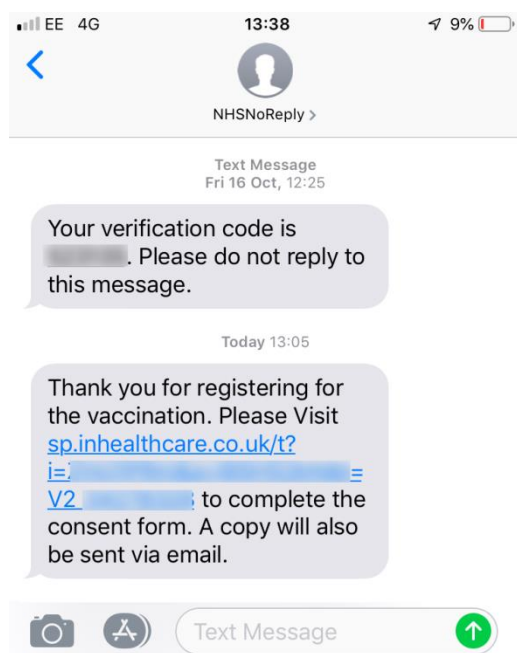 EE 4G 13:38 9%
NHSNoReply >
Text Message
Fri 16 Oct, 12:25
Your verification code is
. Please do not reply to
this message.
Today 13:05
Thank you for registering for
the vaccination. Please Visit
sp.inhealthcare.co.uk/t?
i= =
V2_ to complete the
consent form. A copy will also
be sent via email.
Text Message